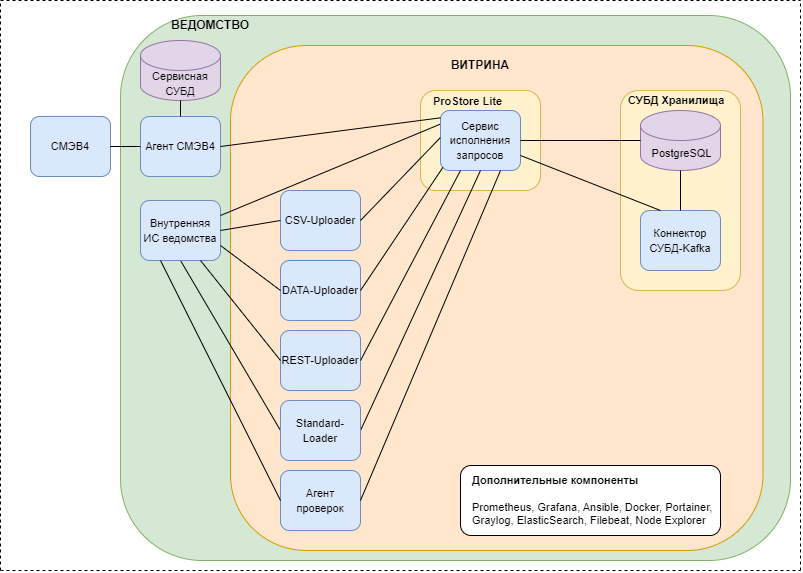 ВЕДОМСТВО
Сервисная
СУБД
ВИТРИНА
ProStore Lite
СУБД Хранилища
СМЭВ4
Агент СМЭВ4
Сервис
исполнения
запросов
PostgreSQL
Внутренняя
ИС ведомства
CSV-Uploader
Коннектор
СУБД-Kafka
DATA-Uploader
REST-Uploader
Standard-
Loader
Агент
проверок
Дополнительные компоненты
Prometheus, Grafana, Ansible, Docker, Portainer,
Graylog, ElasticSearch, Filebeat, Node Explorer